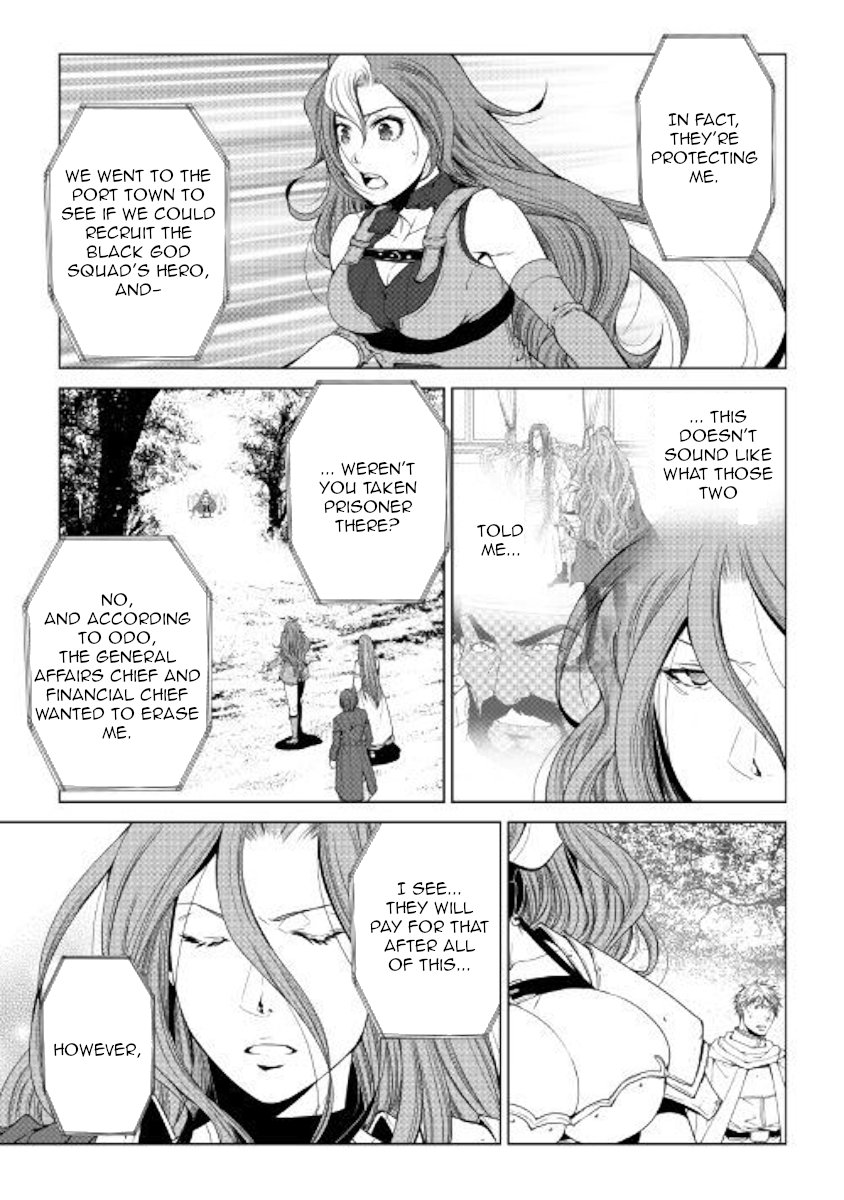 IN FACT,
THEY'RE
PROTECTING
ME.
WE WENT TO THE
PORT TOWN TO
SEE IF WE COULD
RECRUIT THE
BLACK GOD
SQUAD'S HERO,
AND-
... THIS
DOESN'T
SOUND LIKE
WHAT THOSE
TWO
TOLD
ME...
... WEREN'T
YOU TAKEN
PRISONER
THERE?
NO,
AND ACCORDING
TO ODO,
THE GENERAL
AFFAIRS CHIEF AND
FINANCIAL CHIEF
WANTED TO ERASE
ME.
I SEE...
THEY WILL
PAY FOR THAT
AFTER ALL
OF THIS...
HOWEVER,